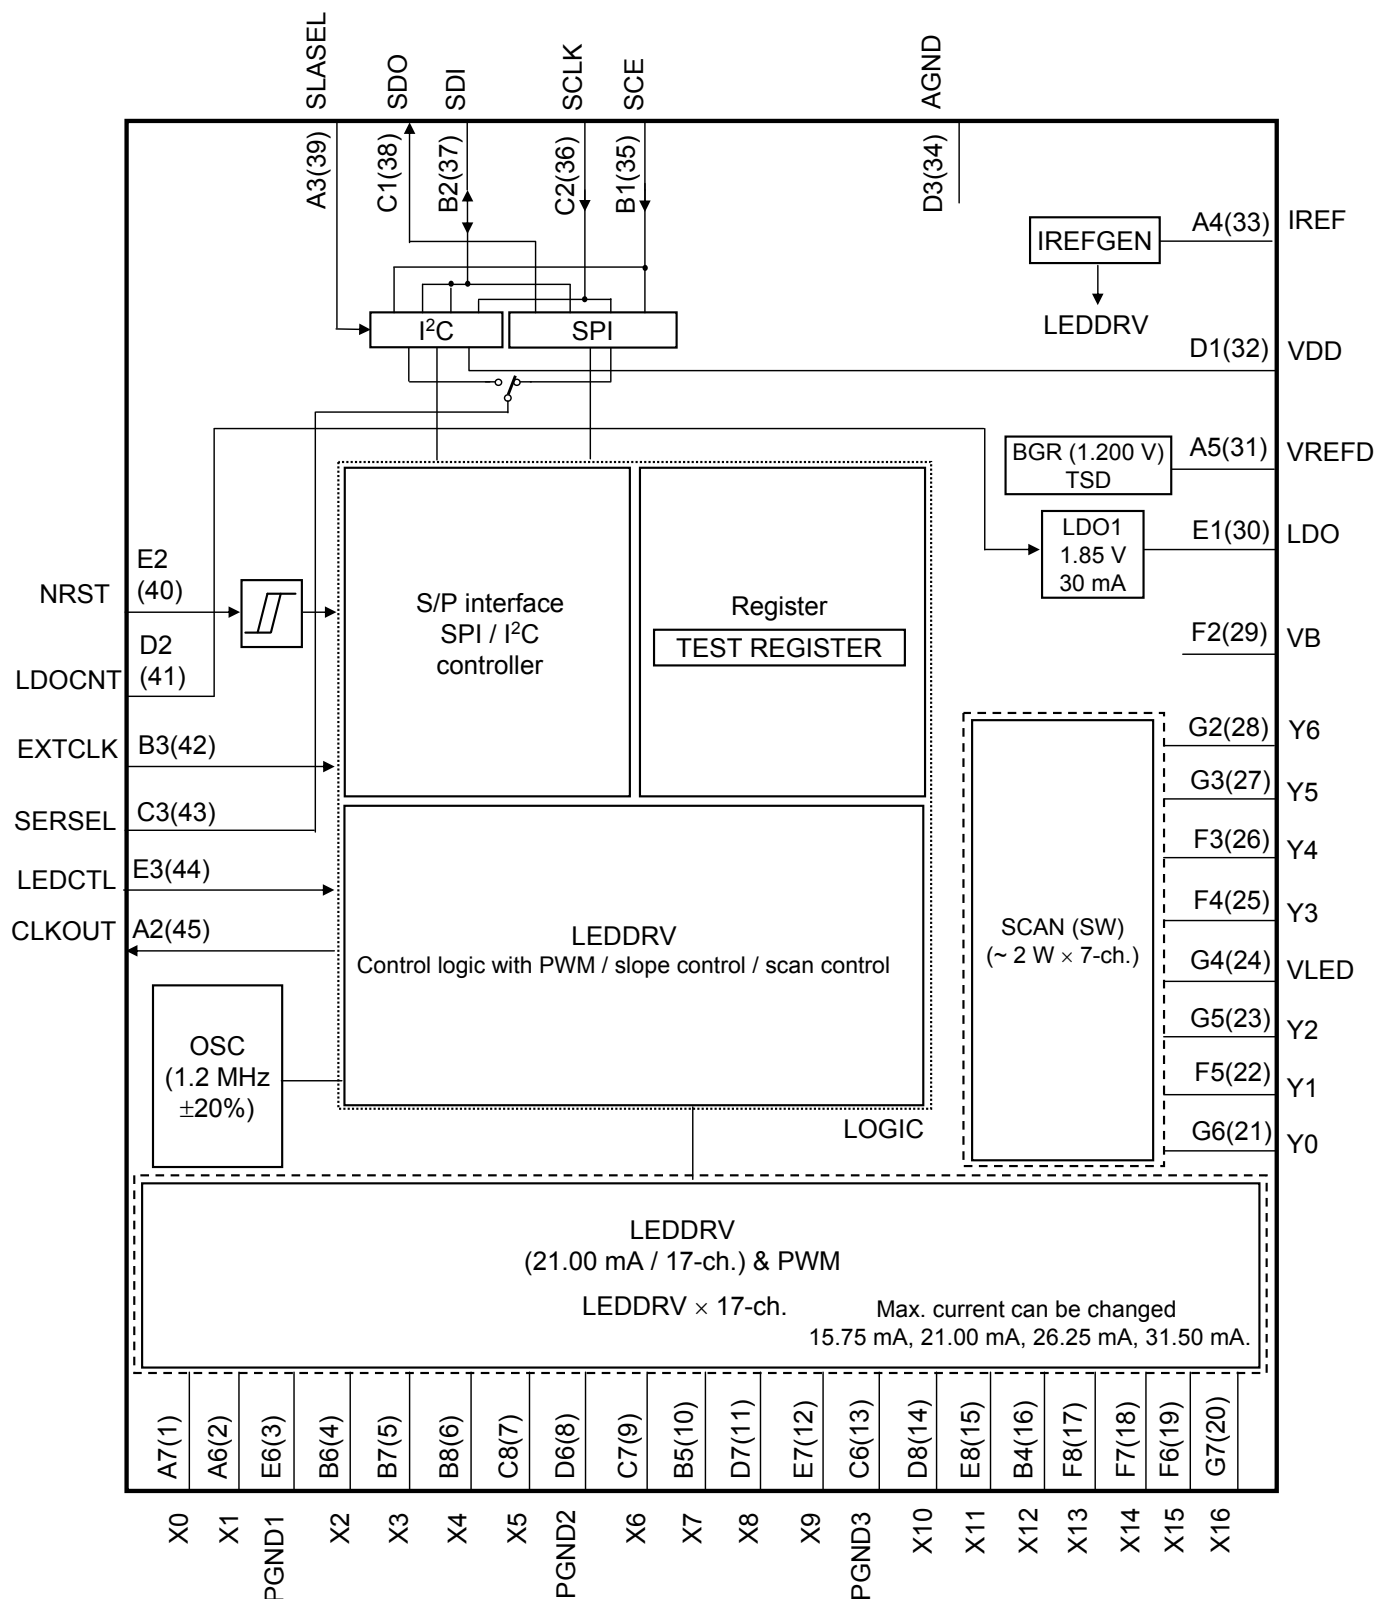 SLASEL
SDO
SDI
SCLK
SCE
AGND
A3(39)
C1(38)
B2(37)
C2(36)
B1(35)
D3(34)
IREFGEN
A4(33)
IREF
LEDDRV
I²C
SPI
D1(32)
VDD
BGR (1.200 V)
TSD
A5(31)
VREFD
LDO1
1.85 V
30 mA
E1(30)
LDO
NRST
E2
(40)
LDOCNT
D2
(41)
S/P interface
SPI / I²C
controller
Register
TEST REGISTER
F2(29)
VB
EXTCLK
B3(42)
SERSEL
C3(43)
LEDCTL
E3(44)
CLKOUT
A2(45)
LEDDRV
Control logic with PWM / slope control / scan control
OSC
(1.2 MHz
±20%)
LOGIC
SCAN (SW)
(~ 2 W × 7-ch.)
G2(28)
Y6
G3(27)
Y5
F3(26)
Y4
F4(25)
Y3
G4(24)
VLED
G5(23)
Y2
F5(22)
Y1
G6(21)
Y0
LEDDRV
(21.00 mA / 17-ch.) & PWM
LEDDRV × 17-ch.
Max. current can be changed
15.75 mA, 21.00 mA, 26.25 mA, 31.50 mA.
A7(1)
A6(2)
E6(3)
B6(4)
B7(5)
B8(6)
C8(7)
D6(8)
C7(9)
B5(10)
D7(11)
E7(12)
C6(13)
D8(14)
E8(15)
B4(16)
F8(17)
F7(18)
F6(19)
G7(20)
X0
X1
PGND1
X2
X3
X4
X5
PGND2
X6
X7
X8
X9
PGND3
X10
X11
X12
X13
X14
X15
X16